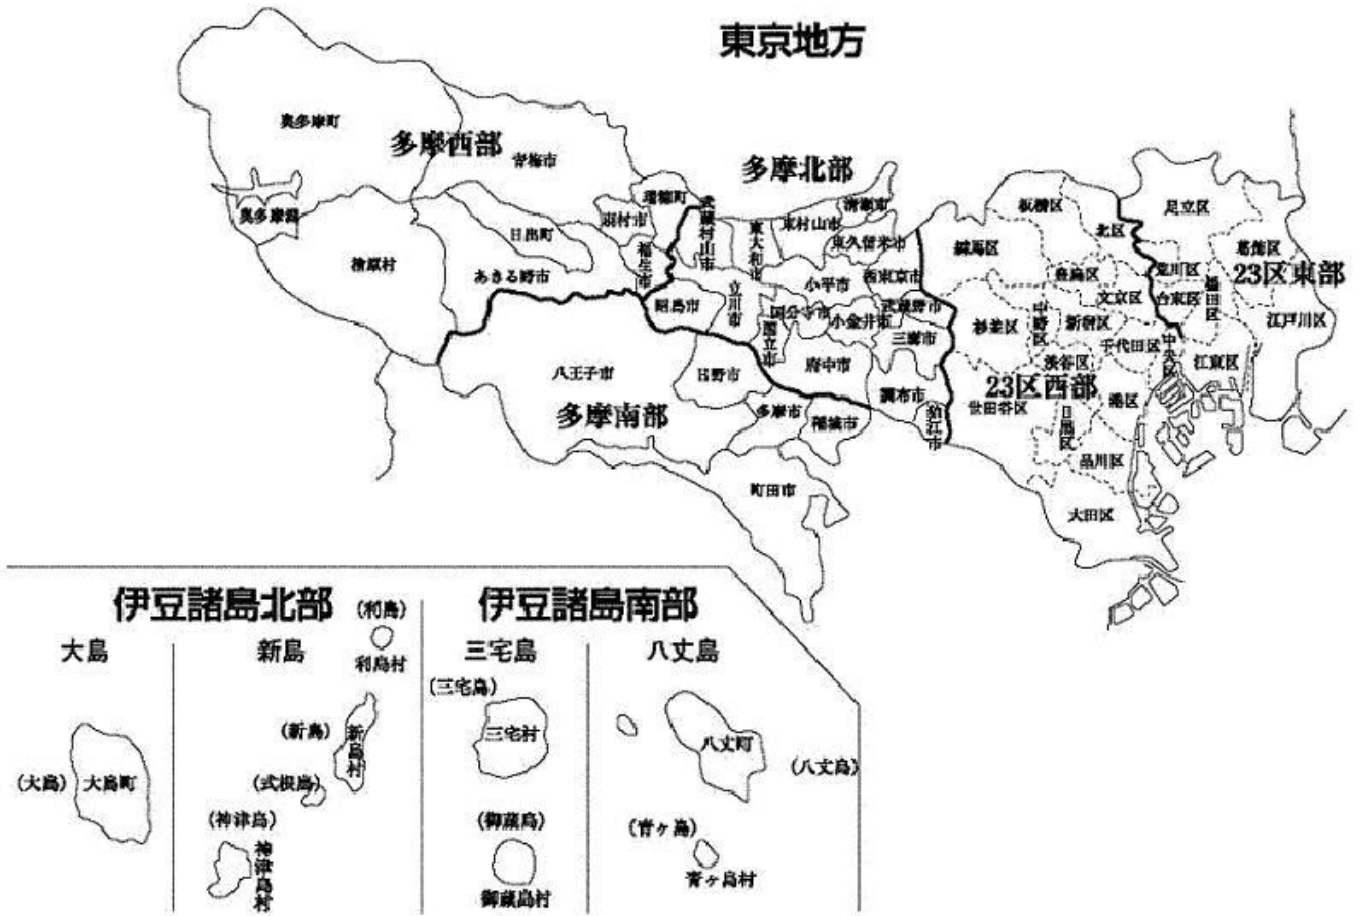 東京地方
奥多摩町
多摩西部
青梅市
多摩北部
瑞穂町
武蔵村山市
清瀬市
板橋区
足立区
奥多摩湖
羽村市
東大和市
東村山市
北区
日出町
東久留米市
練馬区
葛飾区
檜原村
あきる野市
福生市
西東京市
豊島区
荒川区
23区東部
昭島市
立川市
小平市
文京区
台東区
墨田区
国分寺市
小金井市
武蔵野市
杉並区
中野区
新宿区
江戸川区
国立市
三鷹市
千代田区
中央区
八王子市
日野市
府中市
渋谷区
江東区
多摩南部
調布市
23区西部
多摩市
稲城市
狛江市
世田谷区
目黒区
港区
品川区
町田市
大田区
伊豆諸島北部
伊豆諸島南部
(利島)
大島
新島
利島村
三宅島
八丈島
(三宅島)
(新島)
新島村
三宅村
八丈町
(大島)
大島町
(式根島)
(八丈島)
(神津島)
神津島村
(御蔵島)
御蔵島村
(青ヶ島)
青ヶ島村